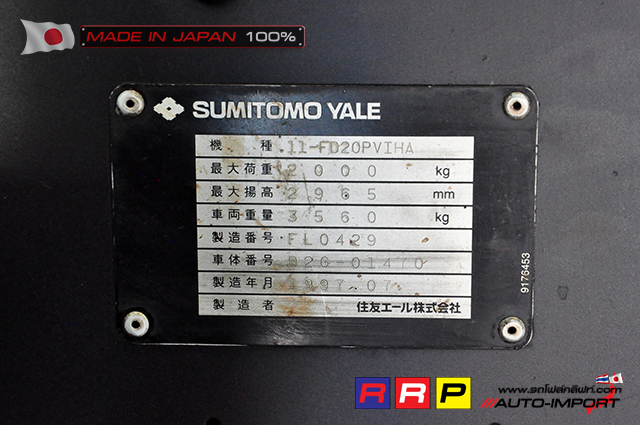 MADE IN JAPAN 100%
SUMITOMO YALE
機種 11-FD20PVIHA
最大荷重 2000 kg
最大揚高 2965 mm
車両重量 3560 kg
製造番号 FL0429
車体番号 B20-01470
製造年月 1997.07
製造者 住友エール株式会社
9176453
RRP
www.รถโฟล์คลิฟท์.com
///AUTO-IMPORT